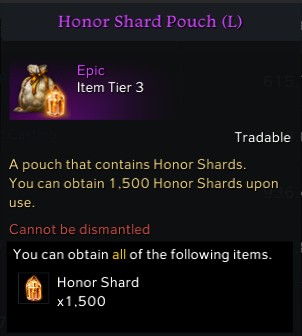 Honor Shard Pouch (L)
Epic
Item Tier 3
Tradable
A pouch that contains Honor Shards.
You can obtain 1,500 Honor Shards upon
use.
Cannot be dismantled
You can obtain all of the following items.
Honor Shard
x1,500